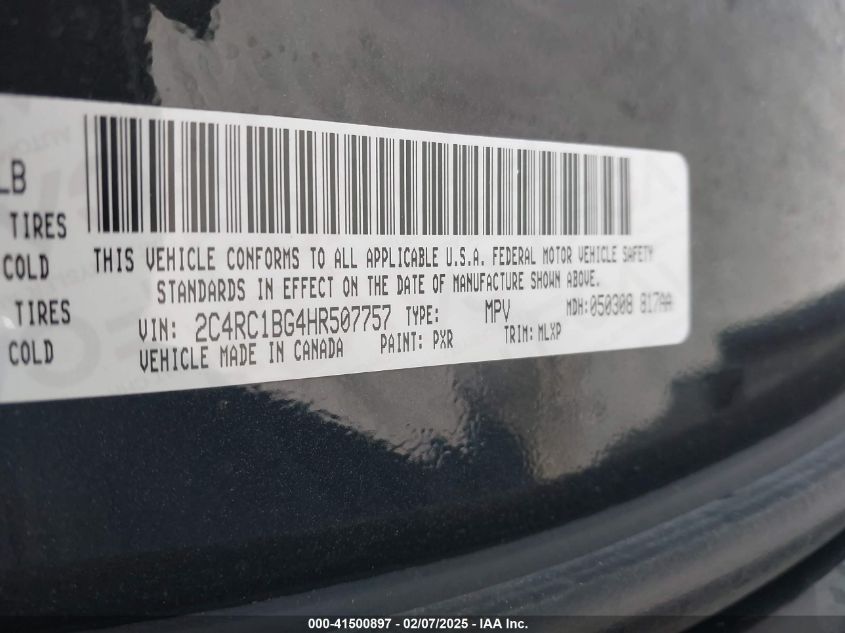 LB
TIRES
COLD
TIRES
COLD
THIS VEHICLE CONFORMS TO ALL APPLICABLE U.S.A. FEDERAL MOTOR VEHICLE SAFETY
STANDARDS IN EFFECT ON THE DATE OF MANUFACTURE SHOWN ABOVE.
VIN: 2C4RC1BG4HR507757 TYPE: MPV MDH:050308 817AA
VEHICLE MADE IN CANADA PAINT: PXR TRIM: MLXP
000-41500897 - 02/07/2025 - IAA Inc.